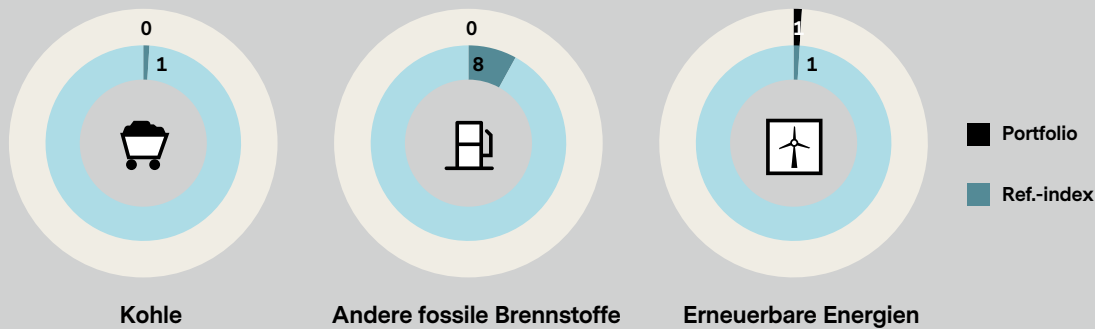 0
1
Kohle
0
8
Andere fossile Brennstoffe
1
1
Erneuerbare Energien
Portfolio
Ref.-index